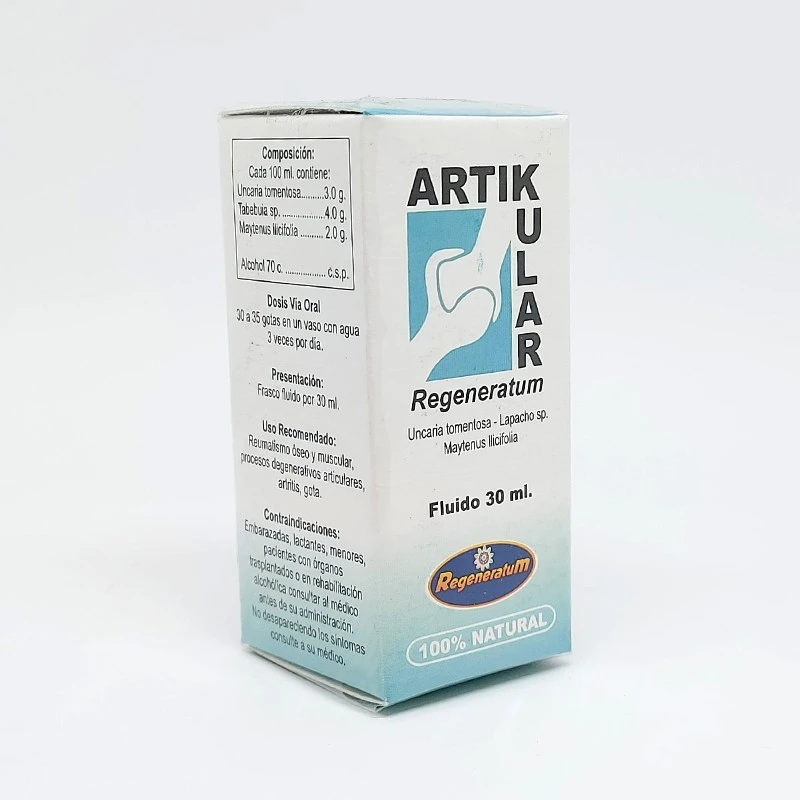 Composición:
Cada 100 ml. contiene:
Uncaria tomentosa..........3.0 g.
Tabebuia sp. .................4.0 g.
Maytenus Ilicifolia .......... 2.0 g.
Alcohol 70 c. .................. c.s.p.
Dosis Via Oral
30 a 35 gotas en un vaso con agua
3 veces por día.
Presentación:
Frasco fluido por 30 ml.
Uso Recomendado:
Reumatismo óseo y muscular,
procesos degenerativos articulares,
artritis, gota.
Contraindicaciones:
Embarazadas, lactantes, menores,
pacientes con órganos
trasplantados o en rehabilitación
alcohólica consultar al médico
antes de su administración.
No desapareciendo los síntomas
consulte a su médico.
ARTIKULAR
Regeneratum
Uncaria tomentosa - Lapacho sp.
Maytenus Ilicifolia
Fluido 30 ml.
Regeneratum
100% NATURAL